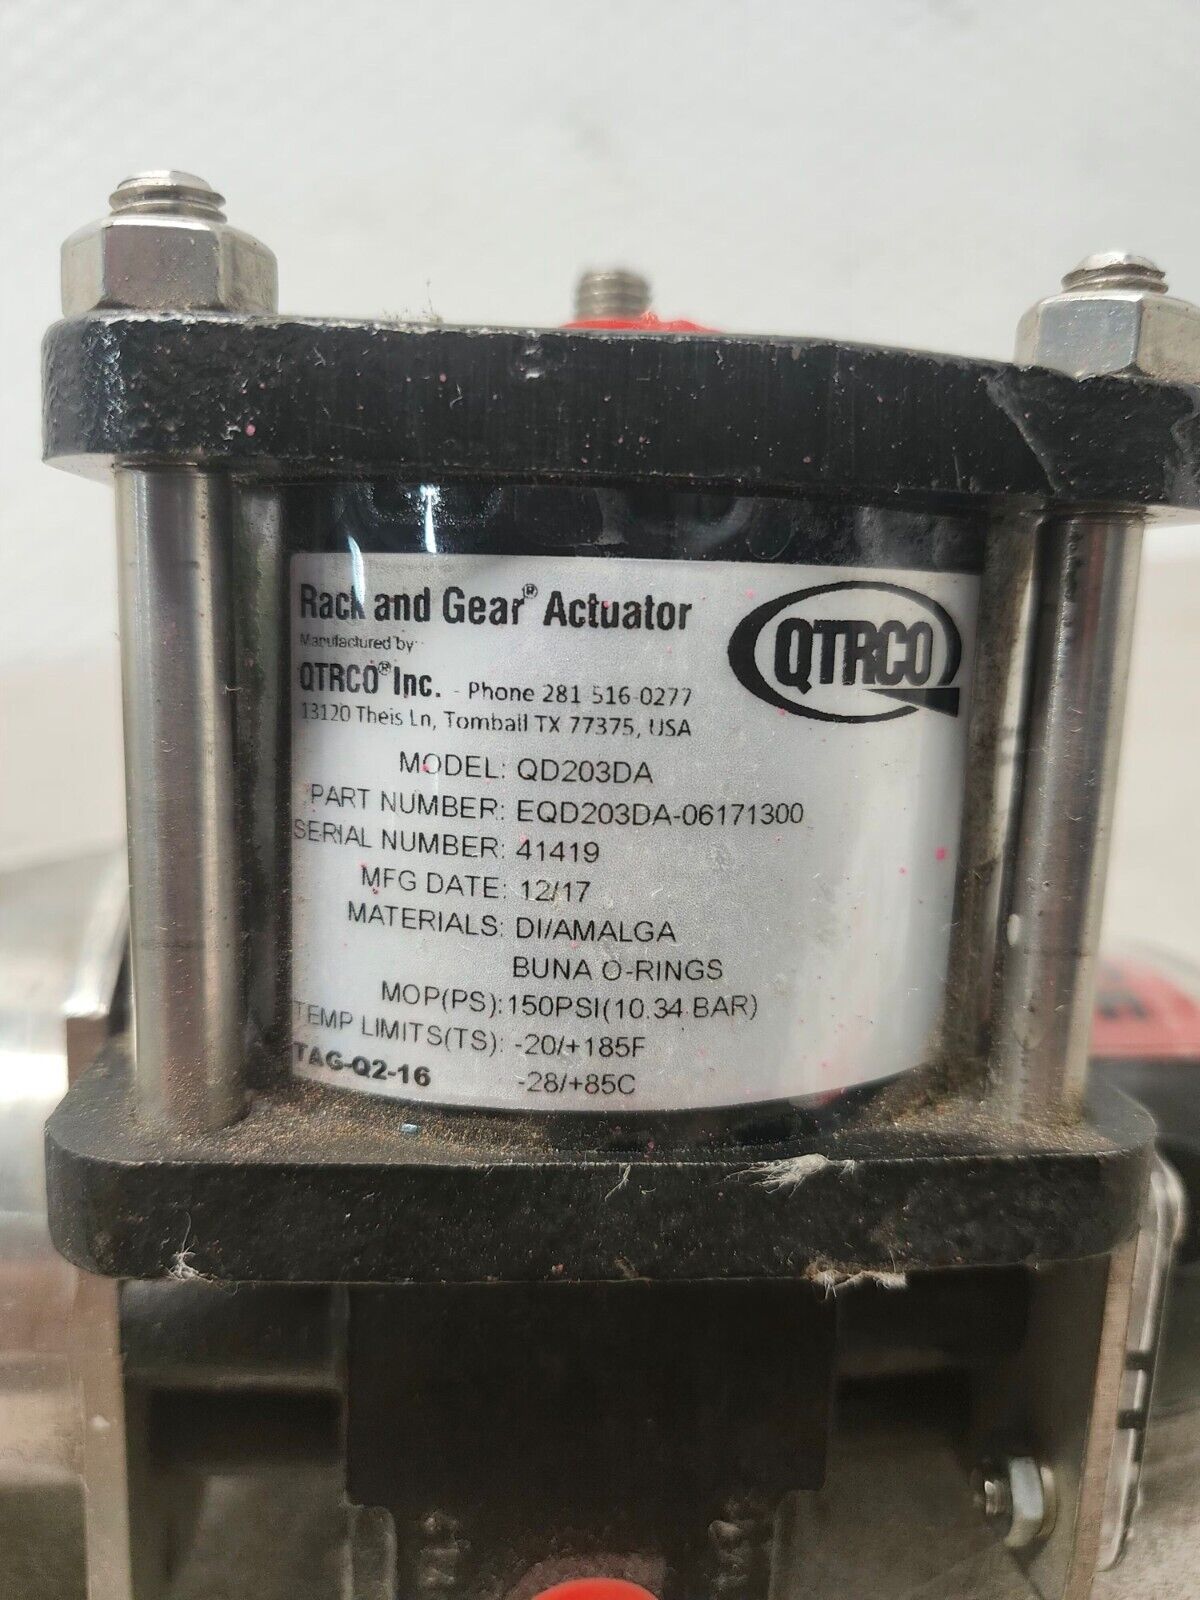 Rack and Gear® Actuator
Manufactured by
QTRCO® Inc. - Phone 281 516-0277
13120 Theis Ln, Tomball TX 77375, USA
QTRCO
MODEL: QD203DA
PART NUMBER: EQD203DA-06171300
SERIAL NUMBER: 41419
MFG DATE: 12/17
MATERIALS: DI/AMALGA
BUNA O-RINGS
MOP(PS): 150PSI(10.34 BAR)
TEMP LIMITS(TS): -20/+185F
TAG-Q2-16 -28/+85C